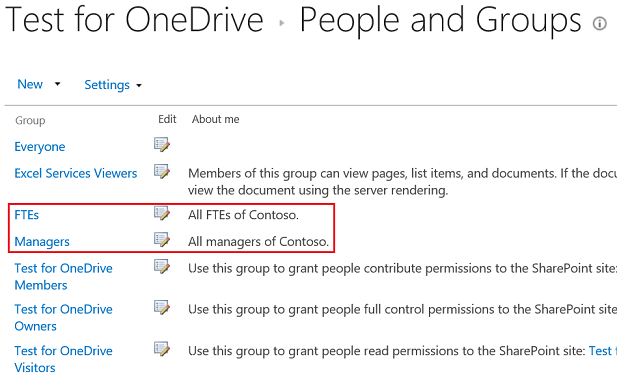 Test for OneDrive ▸ People and Groups
New Settings
Group Edit About me
Everyone
Excel Services Viewers Members of this group can view pages, list items, and documents. If the docu
view the document using the server rendering.
FTEs All FTEs of Contoso.
Managers All managers of Contoso.
Test for OneDrive Use this group to grant people contribute permissions to the SharePoint site:
Members
Test for OneDrive Use this group to grant people full control permissions to the SharePoint site
Owners
Test for OneDrive Use this group to grant people read permissions to the SharePoint site: Test f
Visitors